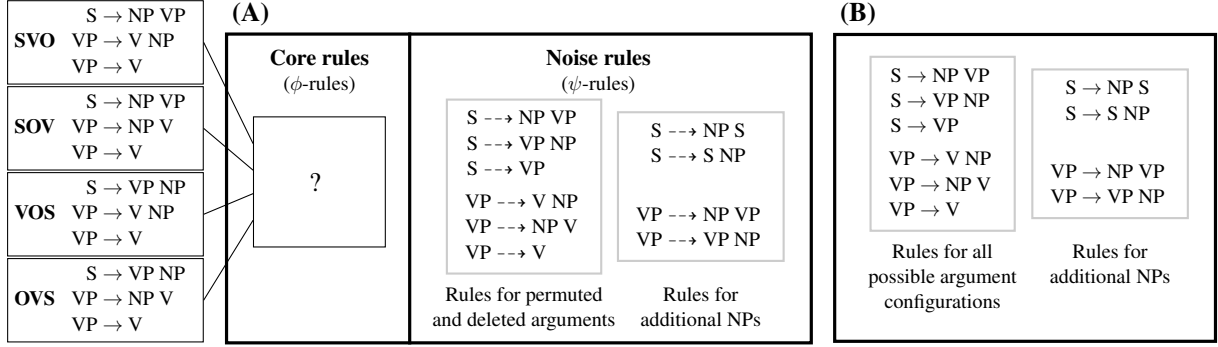 SVO
S → NP VP
VP → V NP
VP → V
SOV
S → NP VP
VP → NP V
VP → V
VOS
S → VP NP
VP → V NP
VP → V
OVS
S → VP NP
VP → NP V
VP → V
(A)
Core rules
(ϕ-rules)
?
Noise rules
(ψ-rules)
S ⇢ NP VP
S ⇢ VP NP
S ⇢ VP
VP ⇢ V NP
VP ⇢ NP V
VP ⇢ V
Rules for permuted
and deleted arguments
S ⇢ NP S
S ⇢ S NP
VP ⇢ NP VP
VP ⇢ VP NP
Rules for
additional NPs
(B)
S → NP VP
S → VP NP
S → VP
VP → V NP
VP → NP V
VP → V
Rules for all
possible argument
configurations
S → NP S
S → S NP
VP → NP VP
VP → VP NP
Rules for
additional NPs